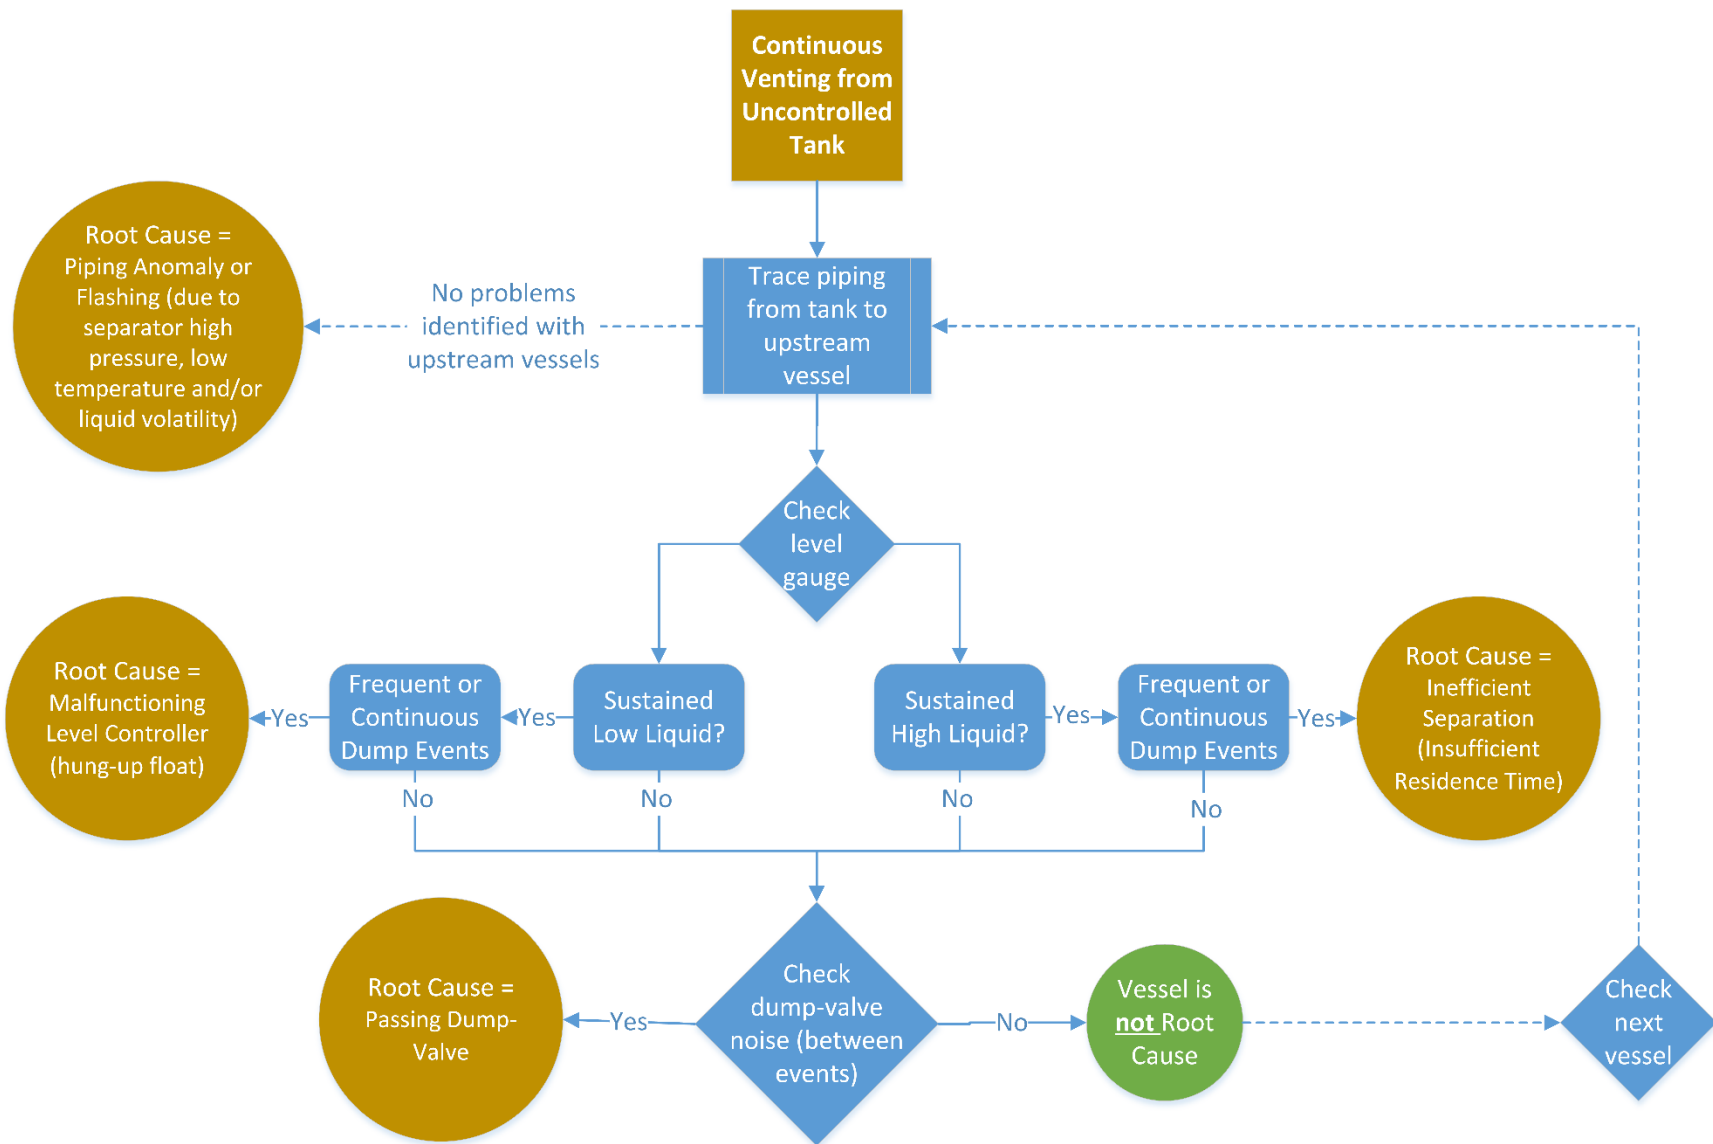 Continuous
Venting from
Uncontrolled
Tank
Root Cause =
Piping Anomaly or
Flashing (due to
separator high
pressure, low
temperature and/or
liquid volatility)
No problems
identified with
upstream vessels
Trace piping
from tank to
upstream
vessel
Check
level
gauge
Root Cause =
Malfunctioning
Level Controller
(hung-up float)
Yes
Frequent or
Continuous
Dump Events
Yes
Sustained
Low Liquid?
Sustained
High Liquid?
Yes
Frequent or
Continuous
Dump Events
Yes
Root Cause =
Inefficient
Separation
(Insufficient
Residence Time)
No
No
No
No
Root Cause =
Passing Dump-
Valve
Yes
Check
dump-valve
noise (between
events)
No
Vessel is
not Root
Cause
Check
next
vessel